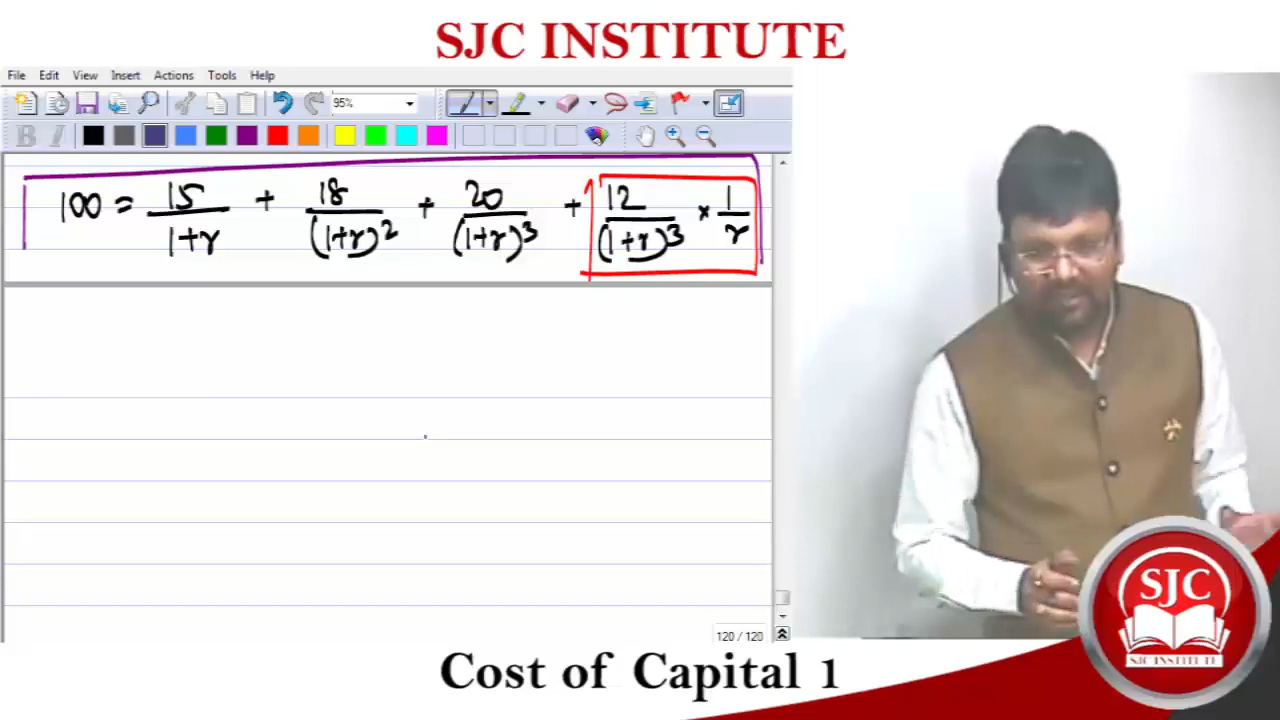 SJC INSTITUTE
File Edit View Insert Actions Tools Help
95%
B I
100 = 15/(1+r) + 18/(1+r)^2 + 20/(1+r)^3 + 12/(1+r)^3 × 1/r
120 / 120
SJC
SJC INSTITUTE
Cost of Capital 1